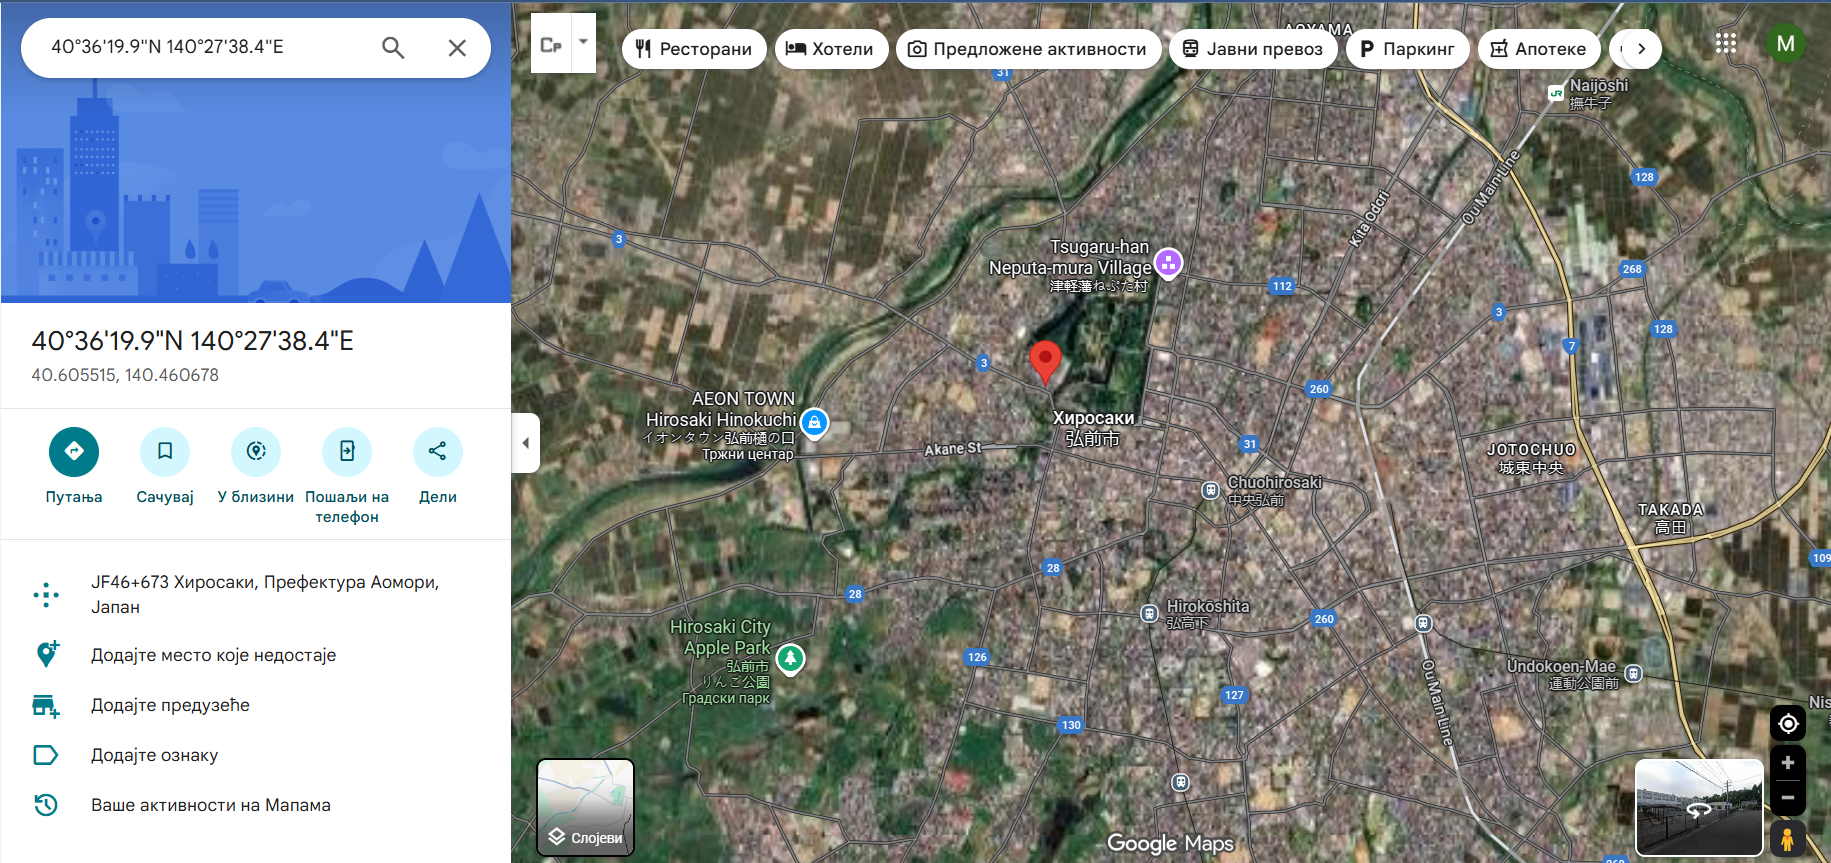 40°36'19.9"N 140°27'38.4"E
Ср
Ресторани
Хотели
Предложене активности
Јавни превоз
Паркинг
Апотеке
M
40°36'19.9"N 140°27'38.4"E
40.605515, 140.460678
Путања
Сачувај
У близини
Пошаљи на
телефон
Дели
JF46+673 Хиросаки, Префектура Аомори,
Јапан
Додајте место које недостаје
Додајте предузеће
Додајте ознаку
Ваше активности на Мапама
AOYAMA
31
Naijōshi
撫牛子
JR
128
Ou Main Line
Kita Odori
3
Tsugaru-han
Neputa-mura Village
津軽藩ねぷた村
112
268
3
128
7
3
260
AEON TOWN
Hirosaki Hinokuchi
イオンタウン弘前樋の口
Тржни центар
Хиросаки
弘前市
Akane St
31
JOTOCHUO
城東中央
Chuohirosaki
中央弘前
TAKADA
高田
109
28
28
Hirokōshita
弘高下
260
Hirosaki City
Apple Park
弘前市
りんご公園
Градски парк
126
Undokoen-Mae
運動公園前
127
Ou Main Line
Nis
130
Слојеви
Google Maps
260